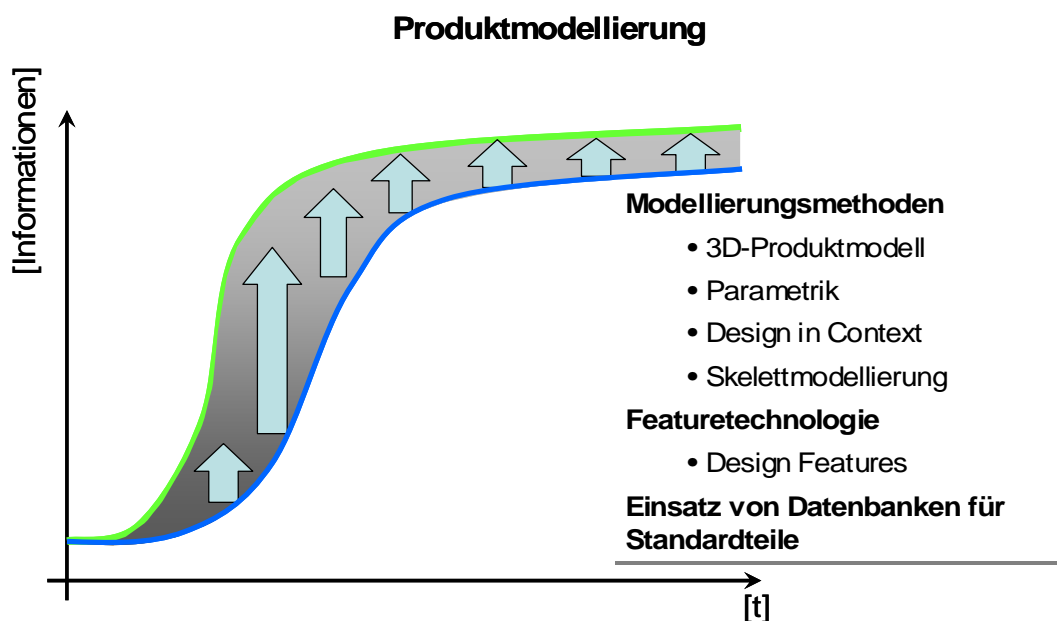 Produktmodellierung
[Informationen]
Modellierungsmethoden
• 3D-Produktmodell
• Parametrik
• Design in Context
• Skelettmodellierung
Featuretechnologie
• Design Features
Einsatz von Datenbanken für
Standardteile
[t]